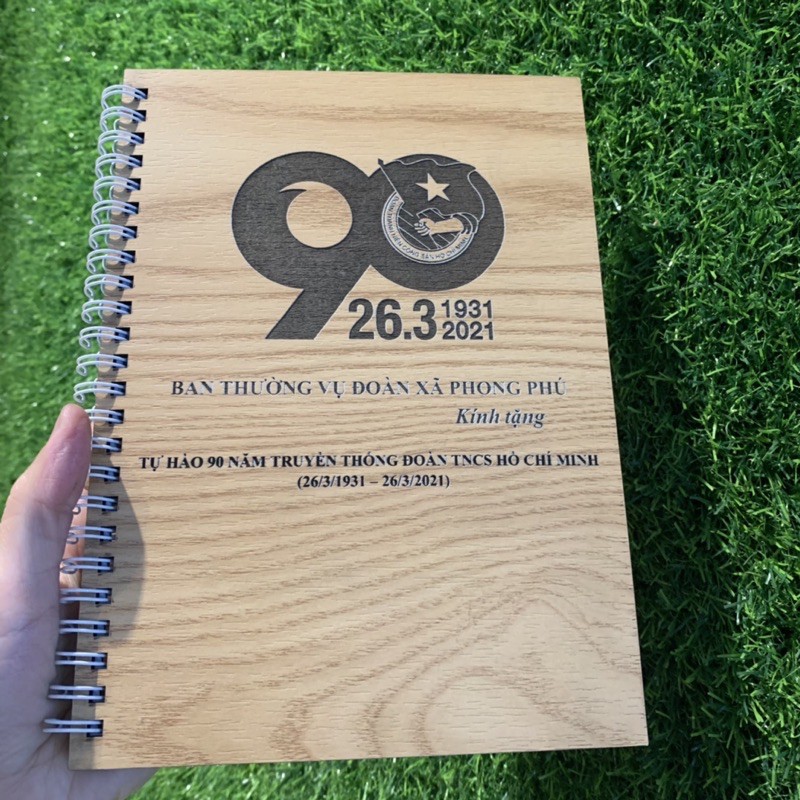 90
26.3 1931
2021
BAN THƯỜNG VỤ ĐOÀN XÃ PHONG PHÚ
Kính tặng
TỰ HÀO 90 NĂM TRUYỀN THỐNG ĐOÀN TNCS HỒ CHÍ MINH
(26/3/1931 – 26/3/2021)